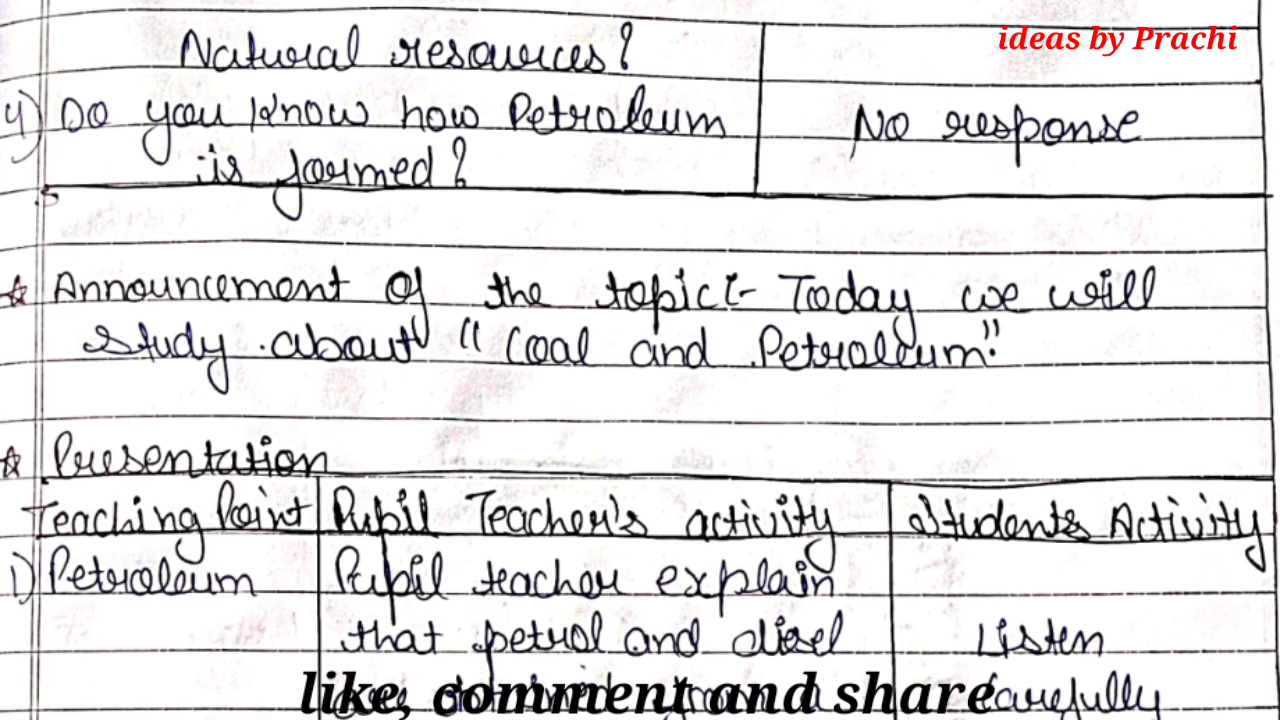 ideas by Prachi
Natural resources?
4) Do you know how Petroleum is formed? No response
☆ Announcement of the topic:- Today we will
study about "Coal and Petroleum".
☆ Presentation
Teaching Point Pupil Teacher's activity Students Activity
1) Petroleum Pupil teacher explain
that petrol and diesel Listen
carefully
like, comment and share